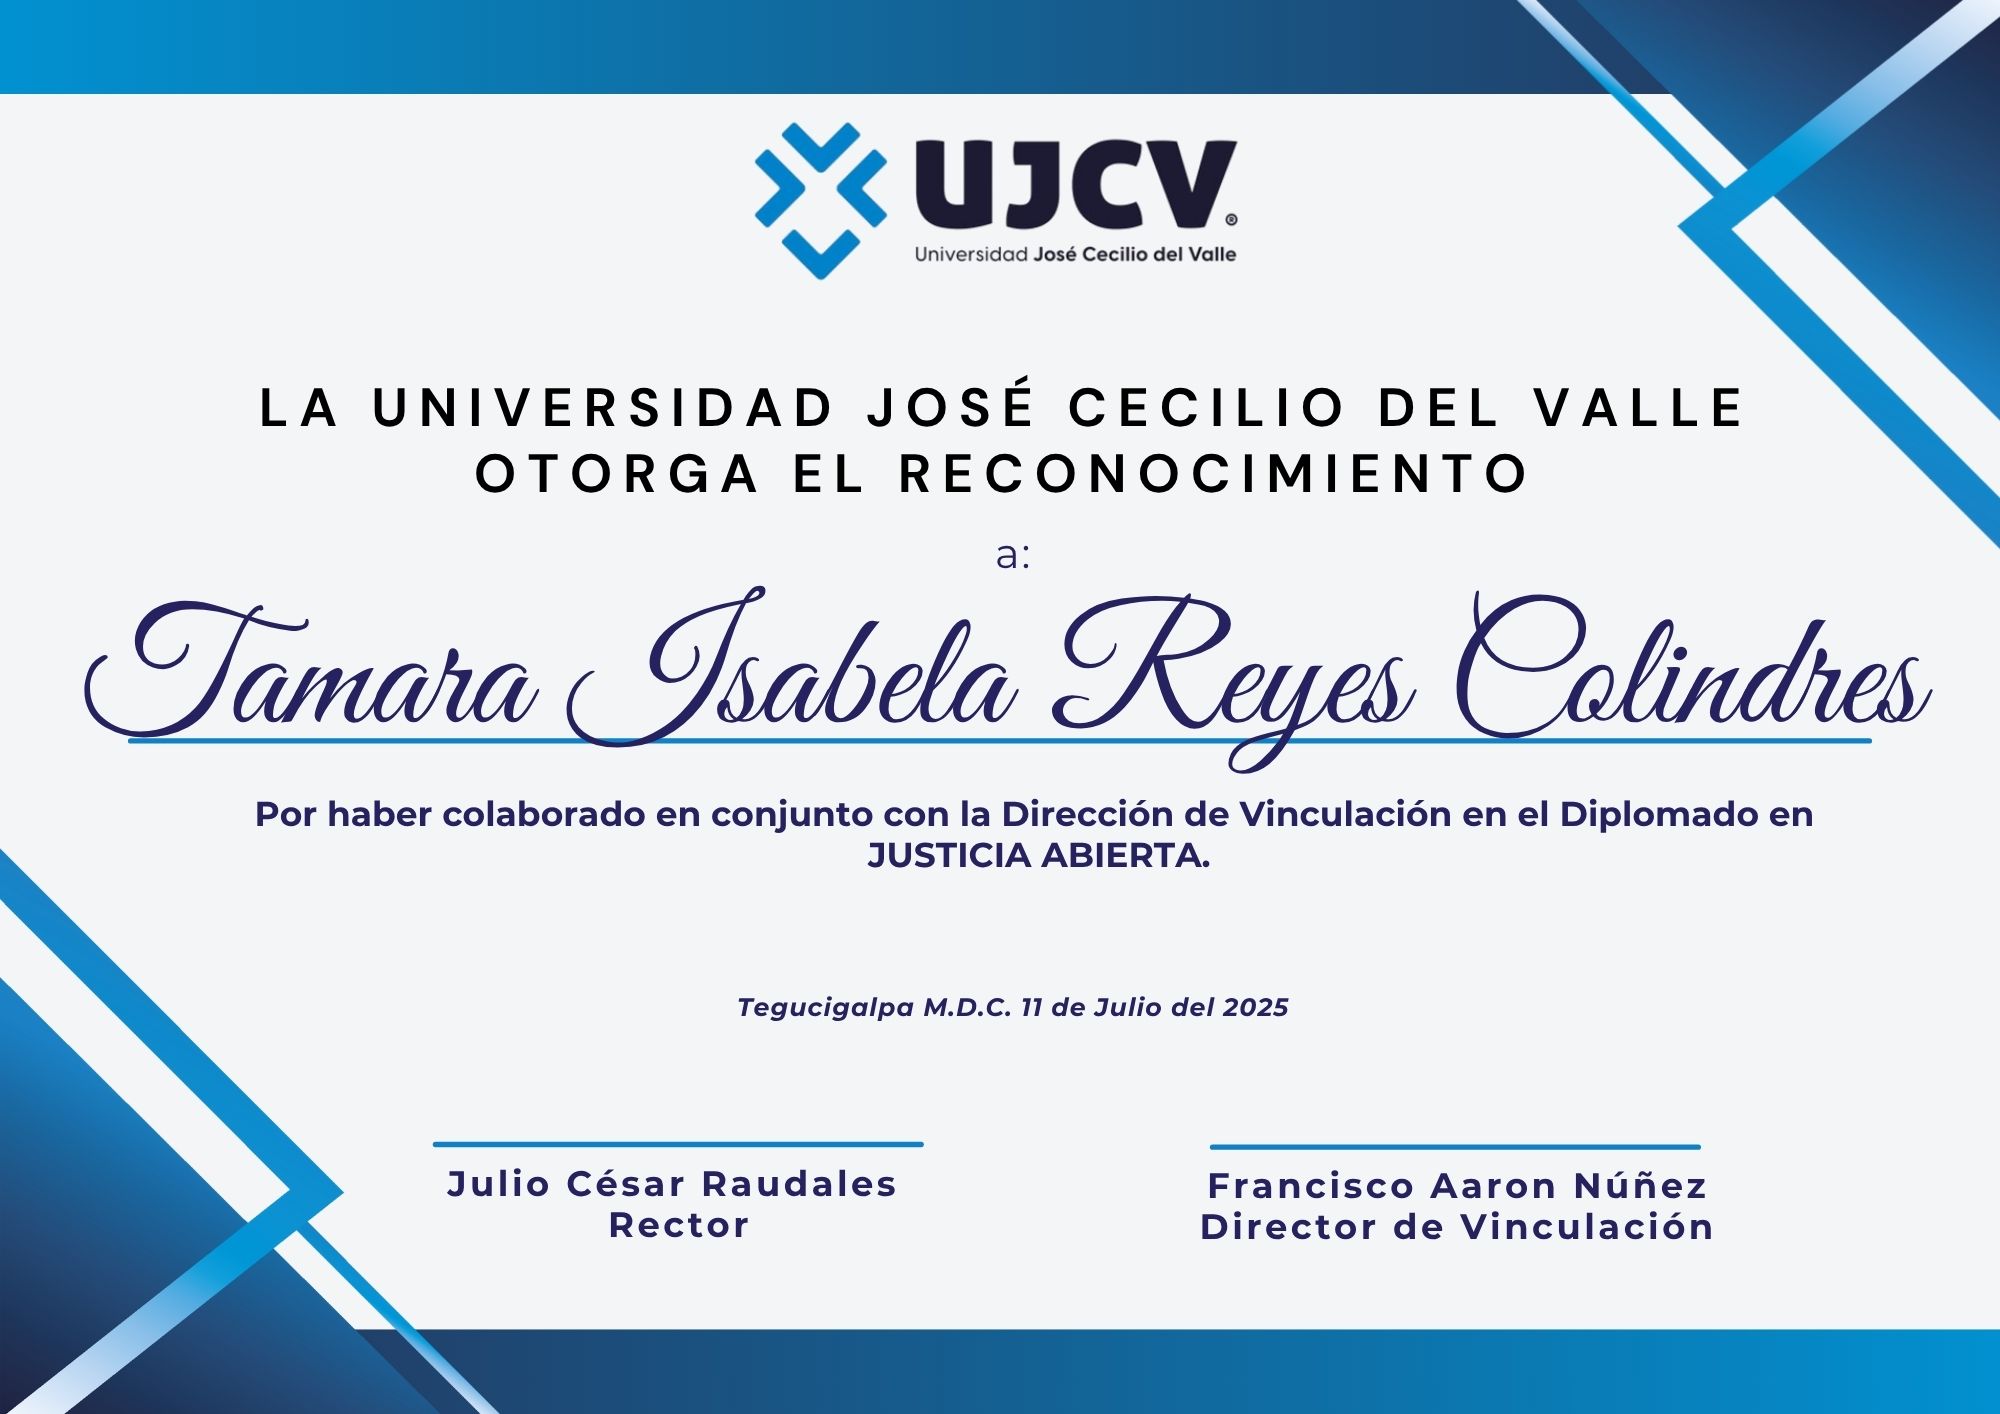 UJCV®
Universidad José Cecilio del Valle
LA UNIVERSIDAD JOSÉ CECILIO DEL VALLE
OTORGA EL RECONOCIMIENTO
a:
Tamara Isabela Reyes Colindres
Por haber colaborado en conjunto con la Dirección de Vinculación en el Diplomado en
JUSTICIA ABIERTA.
Tegucigalpa M.D.C. 11 de Julio del 2025
Julio César Raudales
Rector
Francisco Aaron Núñez
Director de Vinculación